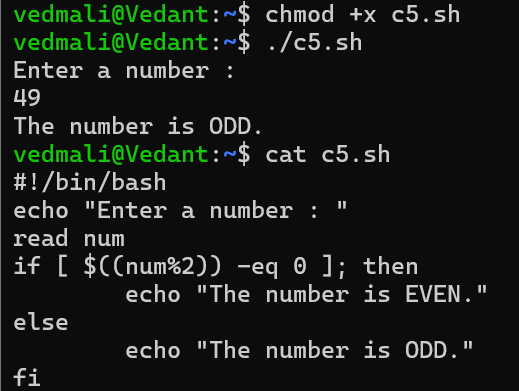 vedmali@Vedant:~$ chmod +x c5.sh
vedmali@Vedant:~$ ./c5.sh
Enter a number :
49
The number is ODD.
vedmali@Vedant:~$ cat c5.sh
#!/bin/bash
echo "Enter a number : "
read num
if [ $((num%2)) -eq 0 ]; then
        echo "The number is EVEN."
else
        echo "The number is ODD."
fi